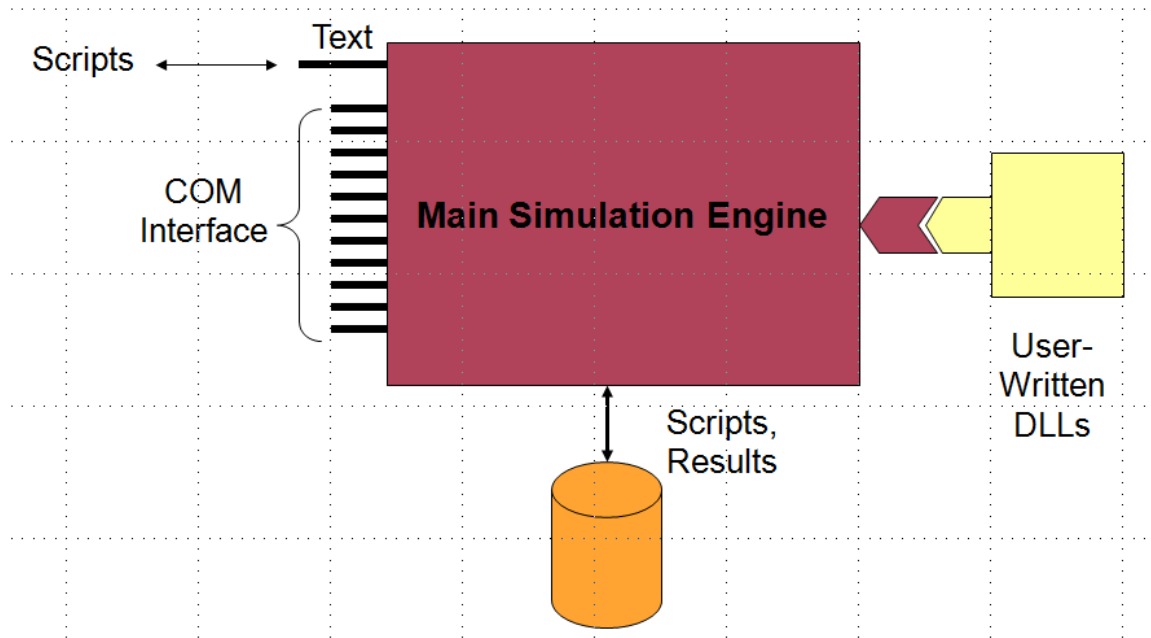 Text
Scripts
COM
Interface
Main Simulation Engine
User-
Written
DLLs
Scripts,
Results